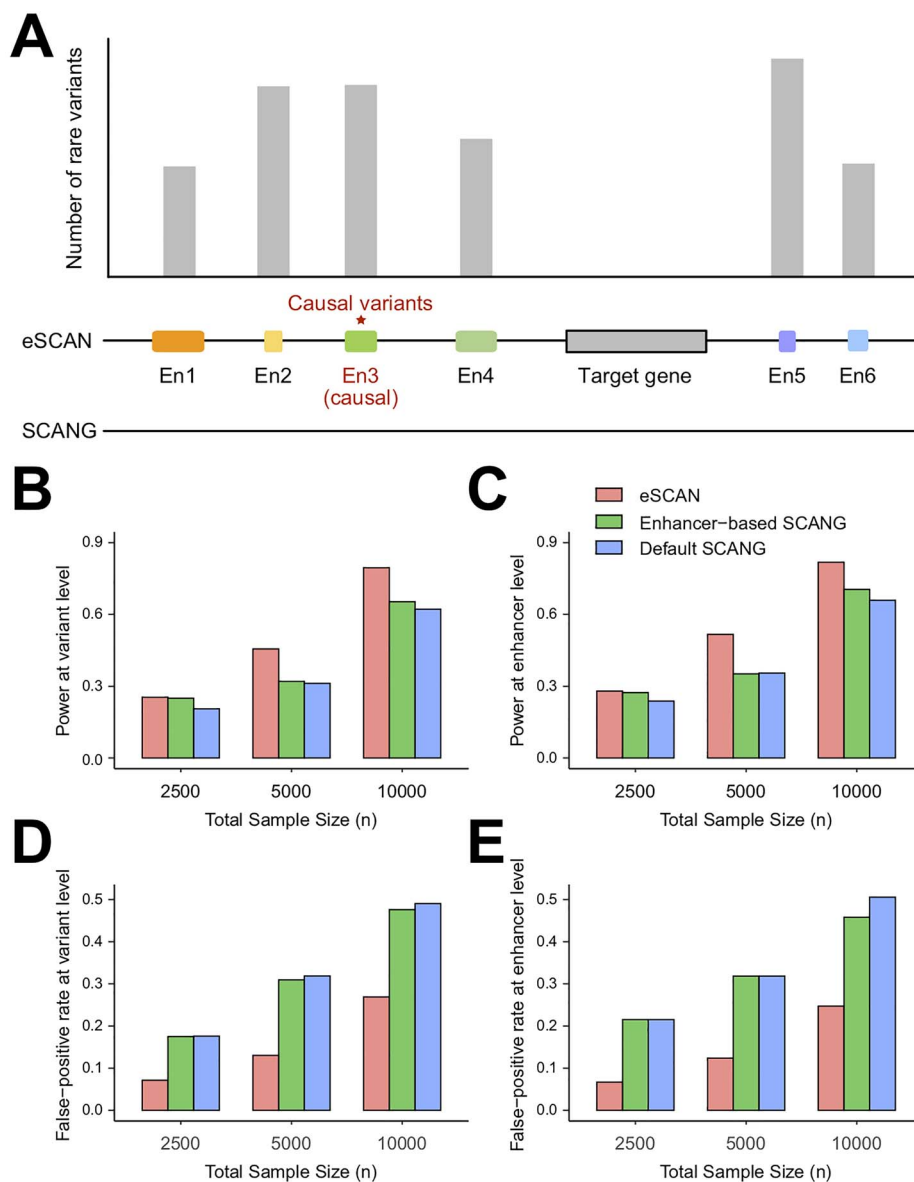 A
Number of rare variants
Causal variants
eSCAN
En1
En2
En3
(causal)
En4
Target gene
En5
En6
SCANG
B
Power at variant level
0.9
0.6
0.3
0.0
2500
5000
10000
Total Sample Size (n)
C
eSCAN
Enhancer−based SCANG
Default SCANG
Power at enhancer level
0.9
0.6
0.3
0.0
2500
5000
10000
Total Sample Size (n)
D
False−positive rate at variant level
0.5
0.4
0.3
0.2
0.1
0.0
2500
5000
10000
Total Sample Size (n)
E
False−positive rate at enhancer level
0.5
0.4
0.3
0.2
0.1
0.0
2500
5000
10000
Total Sample Size (n)